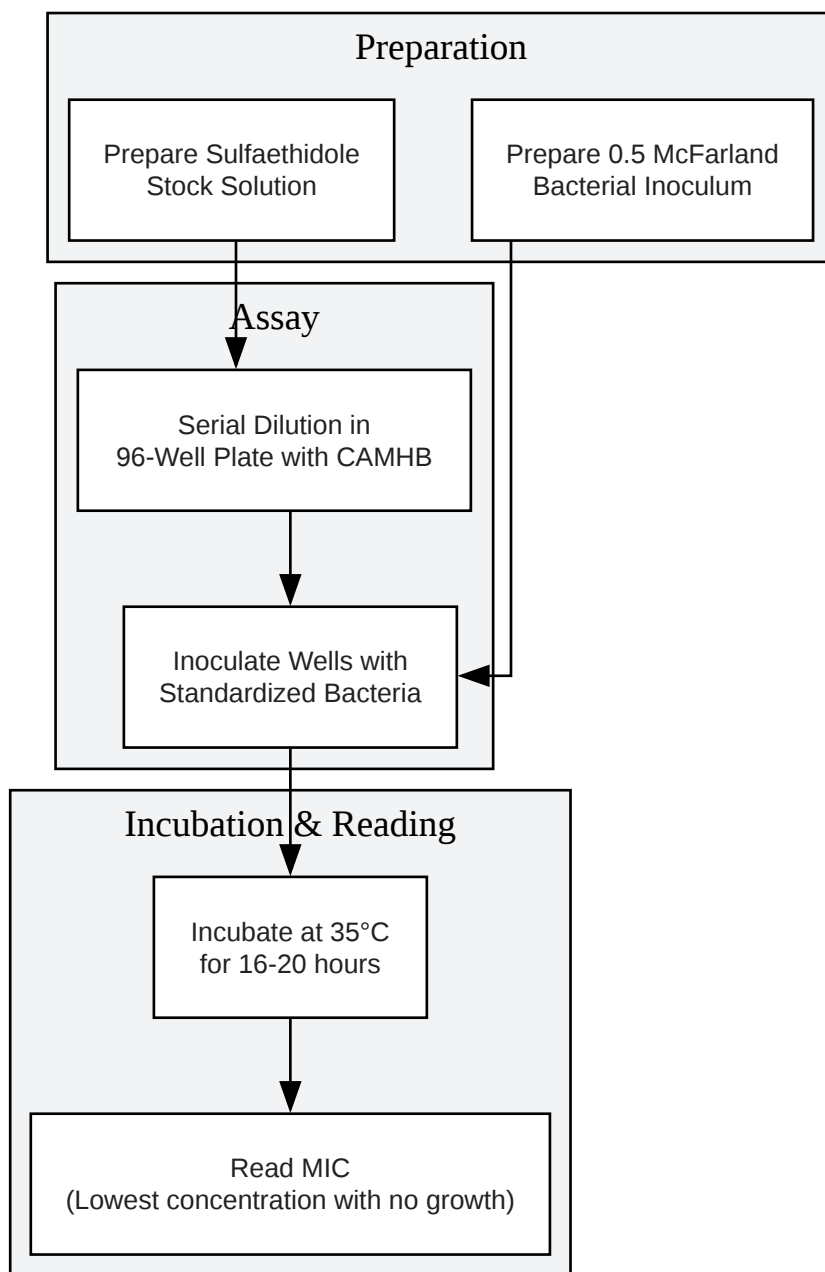 Preparation
Prepare Sulfaethidole
Stock Solution
Prepare 0.5 McFarland
Bacterial Inoculum
Assay
Serial Dilution in
96-Well Plate with CAMHB
Inoculate Wells with
Standardized Bacteria
Incubation & Reading
Incubate at 35°C
for 16-20 hours
Read MIC
(Lowest concentration with no growth)